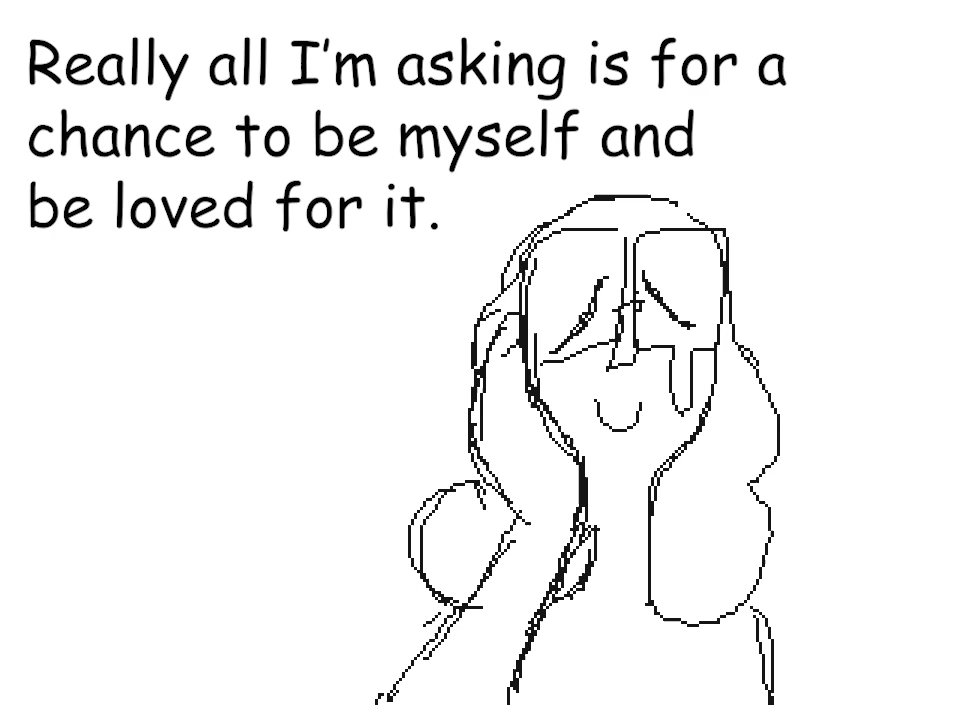 Really all I’m asking is for a
chance to be myself and
be loved for it.